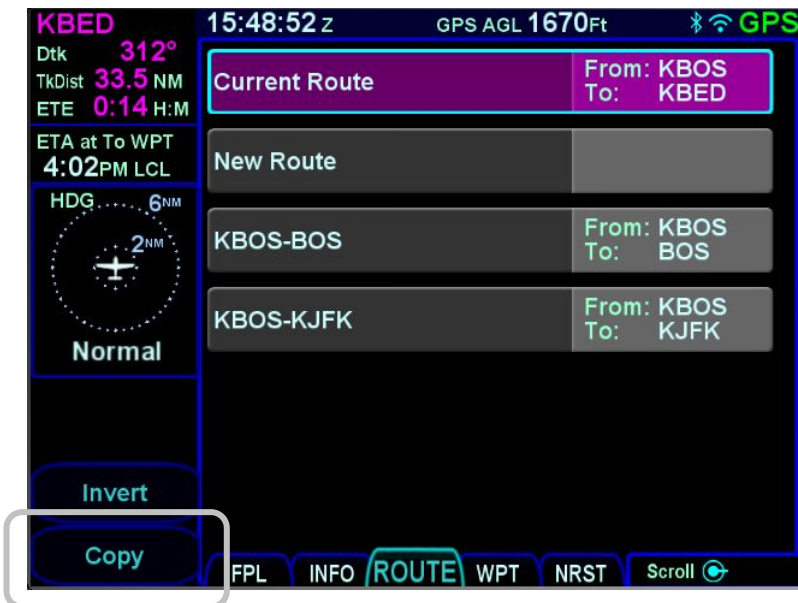 KBED
Dtk 312°
TkDist 33.5 NM
ETE 0:14 H:M
ETA at To WPT
4:02PM LCL
HDG 6NM
2NM
Normal
Invert
Copy
15:48:52 Z GPS AGL 1670Ft GPS
Current Route
From: KBOS
To: KBED
New Route
KBOS-BOS
From: KBOS
To: BOS
KBOS-KJFK
From: KBOS
To: KJFK
FPL INFO ROUTE WPT NRST Scroll